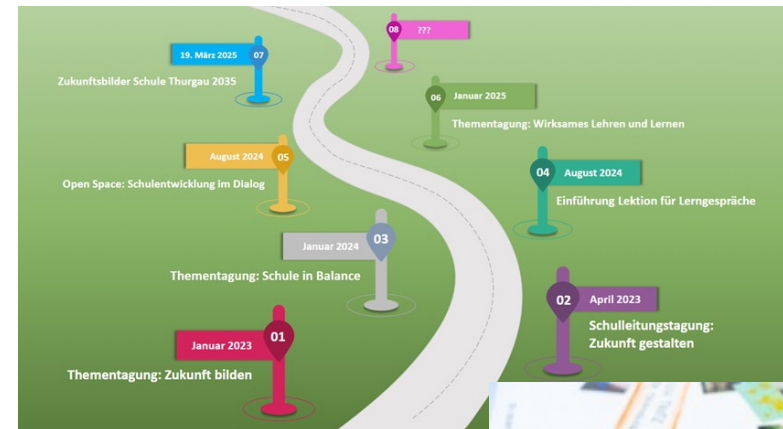 08
???
19. März 2025
07
Zukunftsbilder Schule Thurgau 2035
06
Januar 2025
Thementagung: Wirksames Lehren und Lernen
August 2024
05
Open Space: Schulentwicklung im Dialog
04
August 2024
Einführung Lektion für Lerngespräche
Januar 2024
03
Thementagung: Schule in Balance
02
April 2023
Schulleitungstagung:
Zukunft gestalten
Januar 2023
01
Thementagung: Zukunft bilden